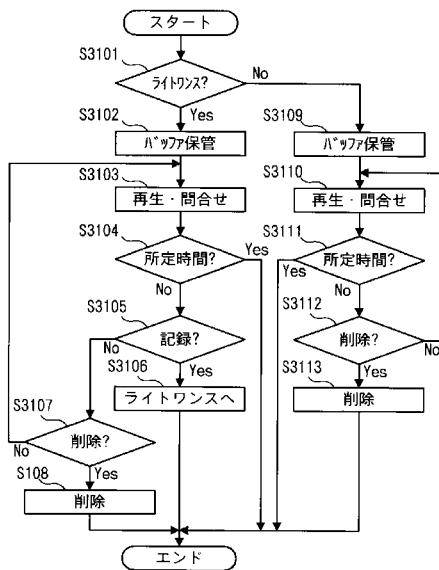 スタート
S3101
ライトワンス?
No
Yes
S3102
バッファ保管
S3109
バッファ保管
S3103
再生・問合せ
S3110
再生・問合せ
S3104
所定時間?
Yes
No
S3111
所定時間?
Yes
No
S3105
記録?
No
Yes
S3112
削除?
No
Yes
S3106
ライトワンスへ
S3113
削除
S3107
削除?
No
Yes
S108
削除
エンド